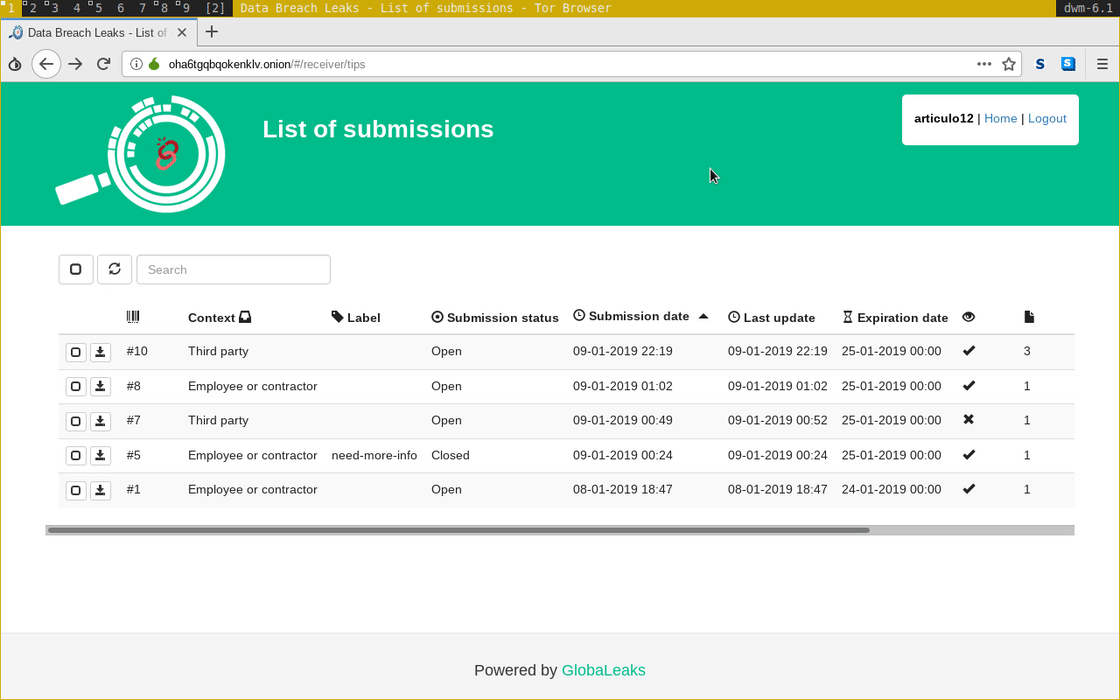 1 2 3 4 5 6 7 8 9 [2] Data Breach Leaks - List of submissions - Tor Browser dwm-6.1
Data Breach Leaks - List of
oha6tgqbqokenklv.onion/#/receiver/tips
List of submissions
articulo12 | Home | Logout
Search
Context Label Submission status Submission date Last update Expiration date
#10 Third party Open 09-01-2019 22:19 09-01-2019 22:19 25-01-2019 00:00 3
#8 Employee or contractor Open 09-01-2019 01:02 09-01-2019 01:02 25-01-2019 00:00 1
#7 Third party Open 09-01-2019 00:49 09-01-2019 00:52 25-01-2019 00:00 1
#5 Employee or contractor need-more-info Closed 09-01-2019 00:24 09-01-2019 00:24 25-01-2019 00:00 1
#1 Employee or contractor Open 08-01-2019 18:47 08-01-2019 18:47 24-01-2019 00:00 1
Powered by GlobaLeaks